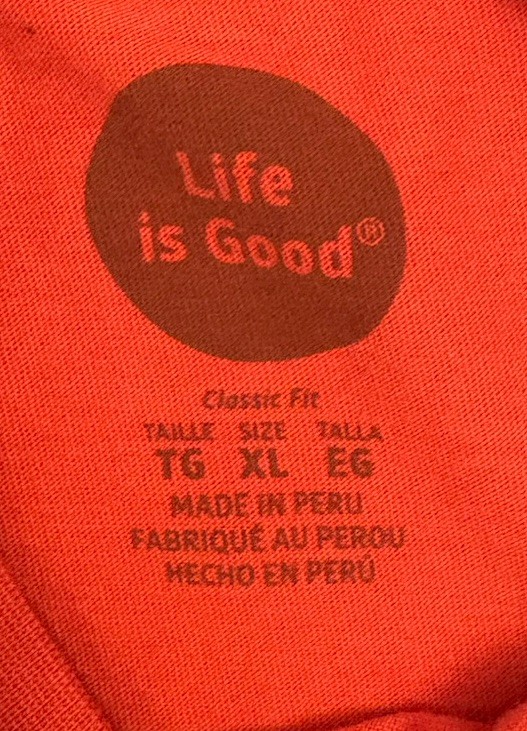 Life
is Good®
Classic Fit
TAILLE SIZE TALLA
TG XL EG
MADE IN PERU
FABRIQUÉ AU PEROU
HECHO EN PERÚ